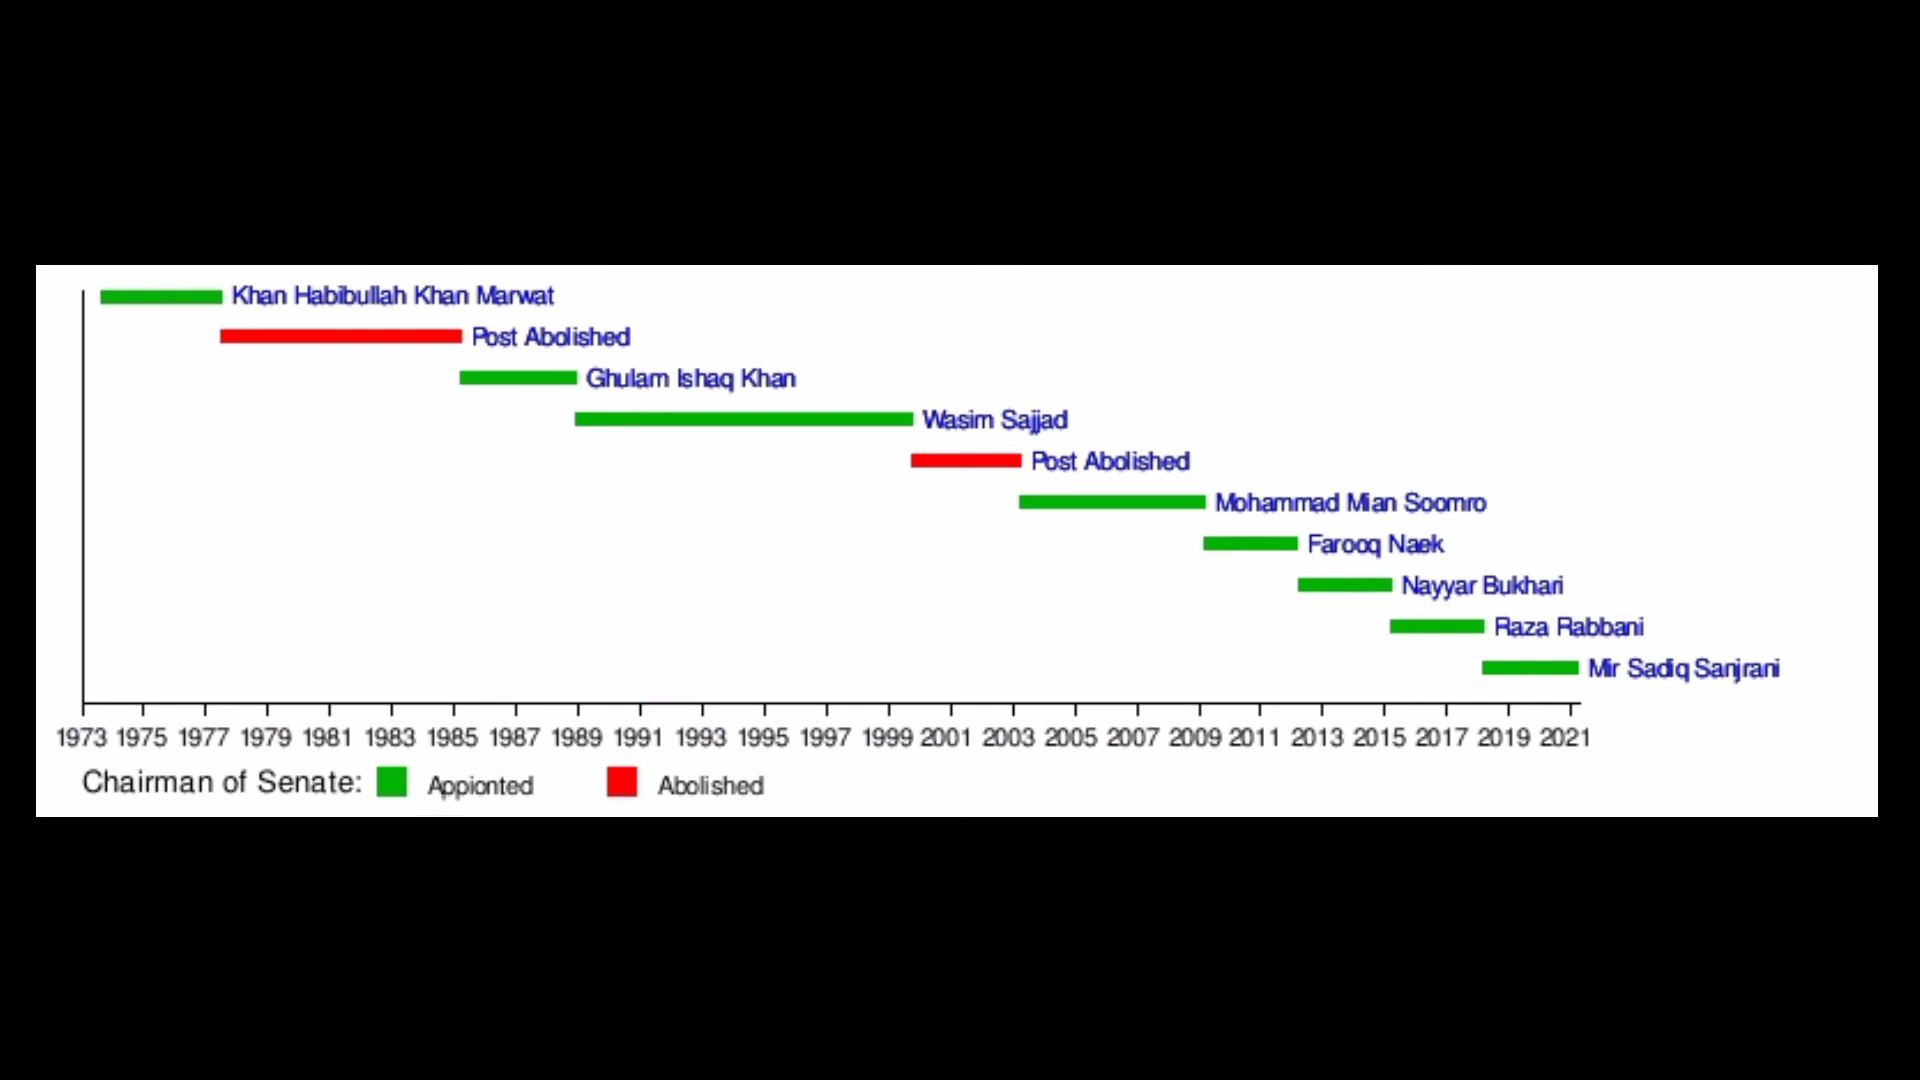 Khan Habibullah Khan Marwat
Post Abolished
Ghulam Ishaq Khan
Wasim Sajjad
Post Abolished
Mohammad Mian Soomro
Farooq Naek
Nayyar Bukhari
Raza Rabbani
Mir Sadiq Sanjrani
1973 1975 1977 1979 1981 1983 1985 1987 1989 1991 1993 1995 1997 1999 2001 2003 2005 2007 2009 2011 2013 2015 2017 2019 2021
Chairman of Senate: Appionted Abolished